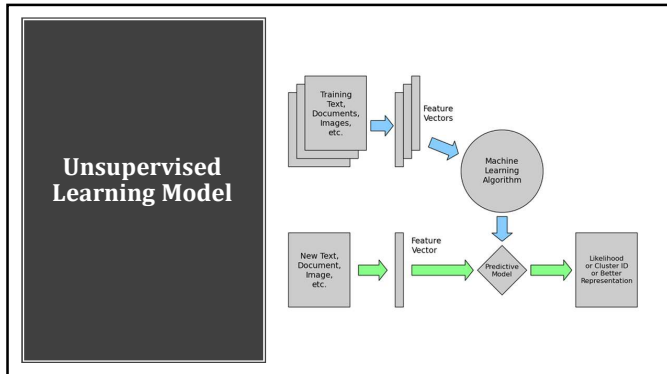 Unsupervised
Learning Model
Training
Text,
Documents,
Images,
etc.
Feature
Vectors
Machine
Learning
Algorithm
New Text,
Document,
Image,
etc.
Feature
Vector
Predictive
Model
Likelihood
or Cluster ID
or Better
Representation